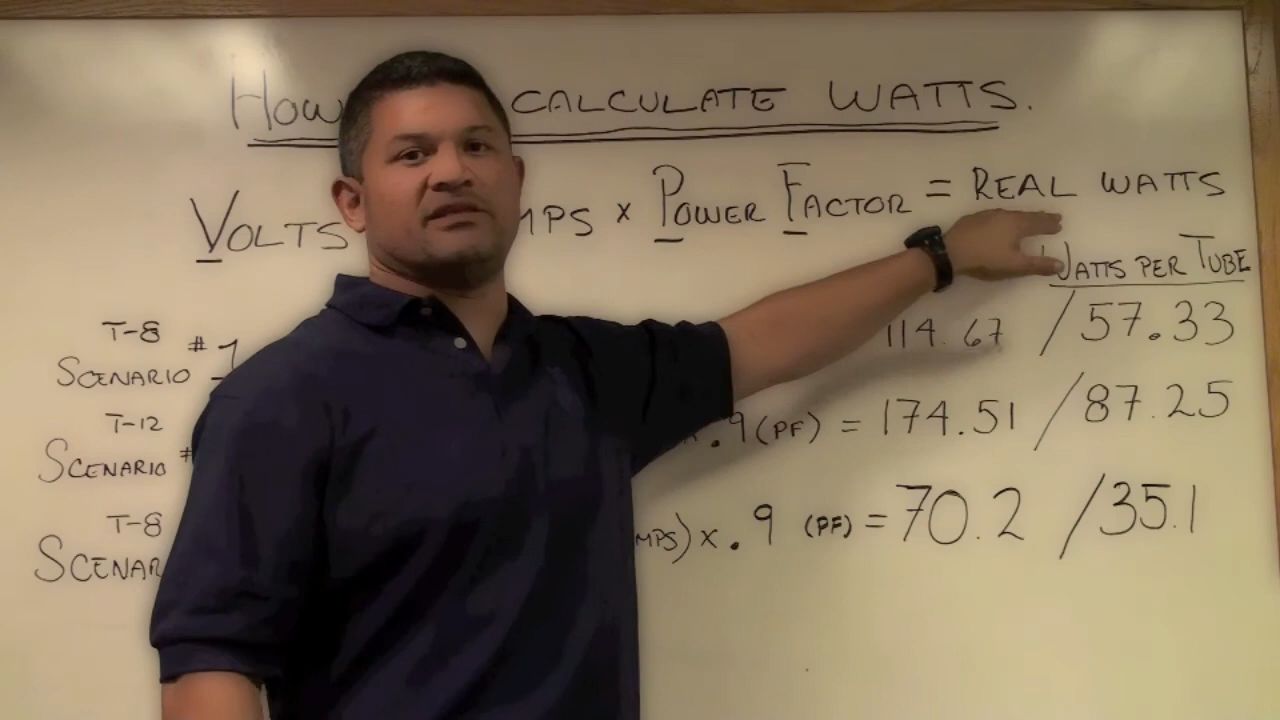 HOW CALCULATE WATTS.
VOLTS MPS x POWER FACTOR = REAL WATTS
WATTS PER TUBE
T-8
SCENARIO #1 114.67 / 57.33
T-12
SCENARIO # x .9 (PF) = 174.51 / 87.25
T-8
SCENAR MPS) x .9 (PF) = 70.2 / 35.1